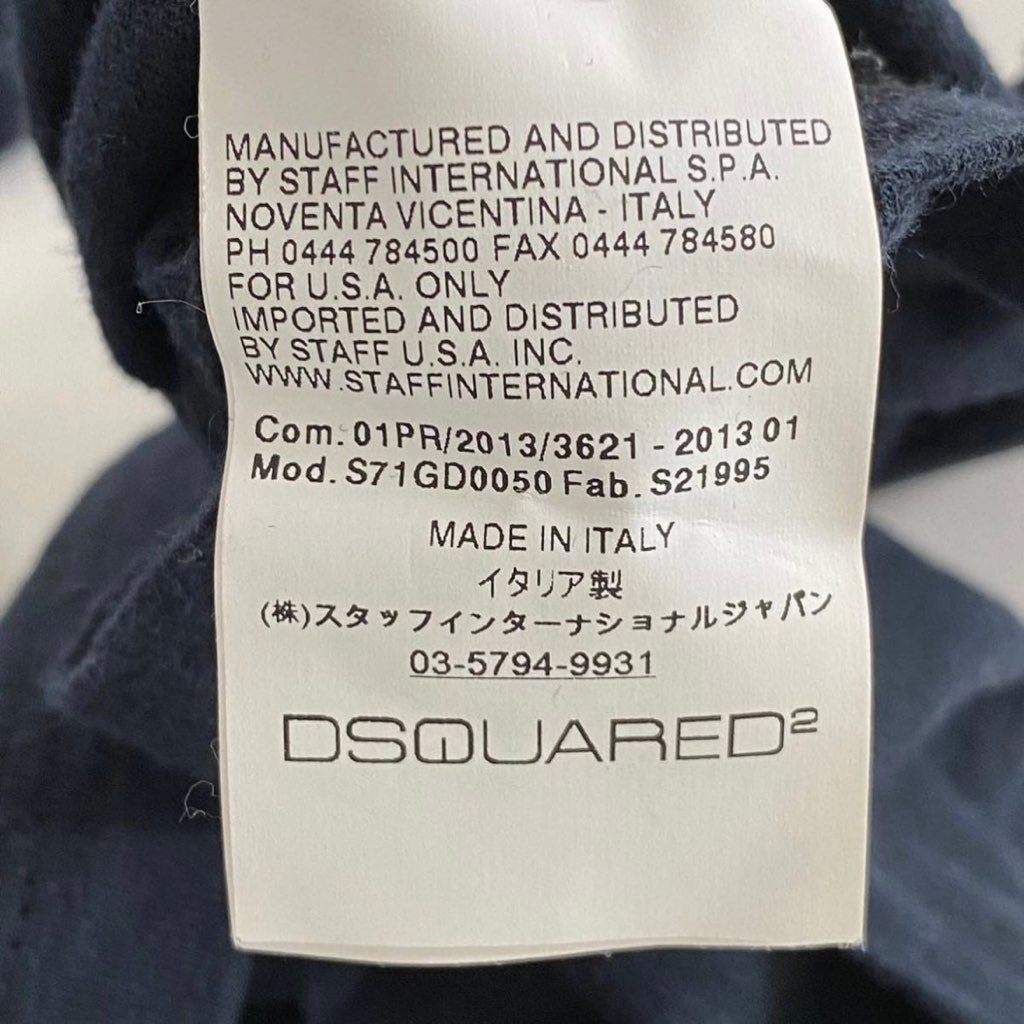 MANUFACTURED AND DISTRIBUTED
BY STAFF INTERNATIONAL S.P.A.
NOVENTA VICENTINA - ITALY
PH 0444 784500 FAX 0444 784580
FOR U.S.A. ONLY
IMPORTED AND DISTRIBUTED
BY STAFF U.S.A. INC.
WWW.STAFFINTERNATIONAL.COM
Com. 01PR/2013/3621 - 2013 01
Mod. S71GD0050 Fab. S21995
MADE IN ITALY
イタリア製
(株)スタッフインターナショナルジャパン
03-5794-9931
DSQUARED²